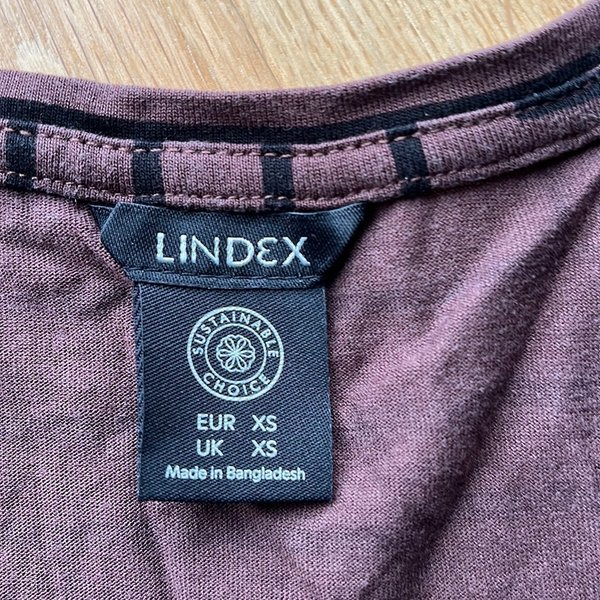 LINDEX
SUSTAINABLE
CHOICE
EUR XS
UK XS
Made in Bangladesh